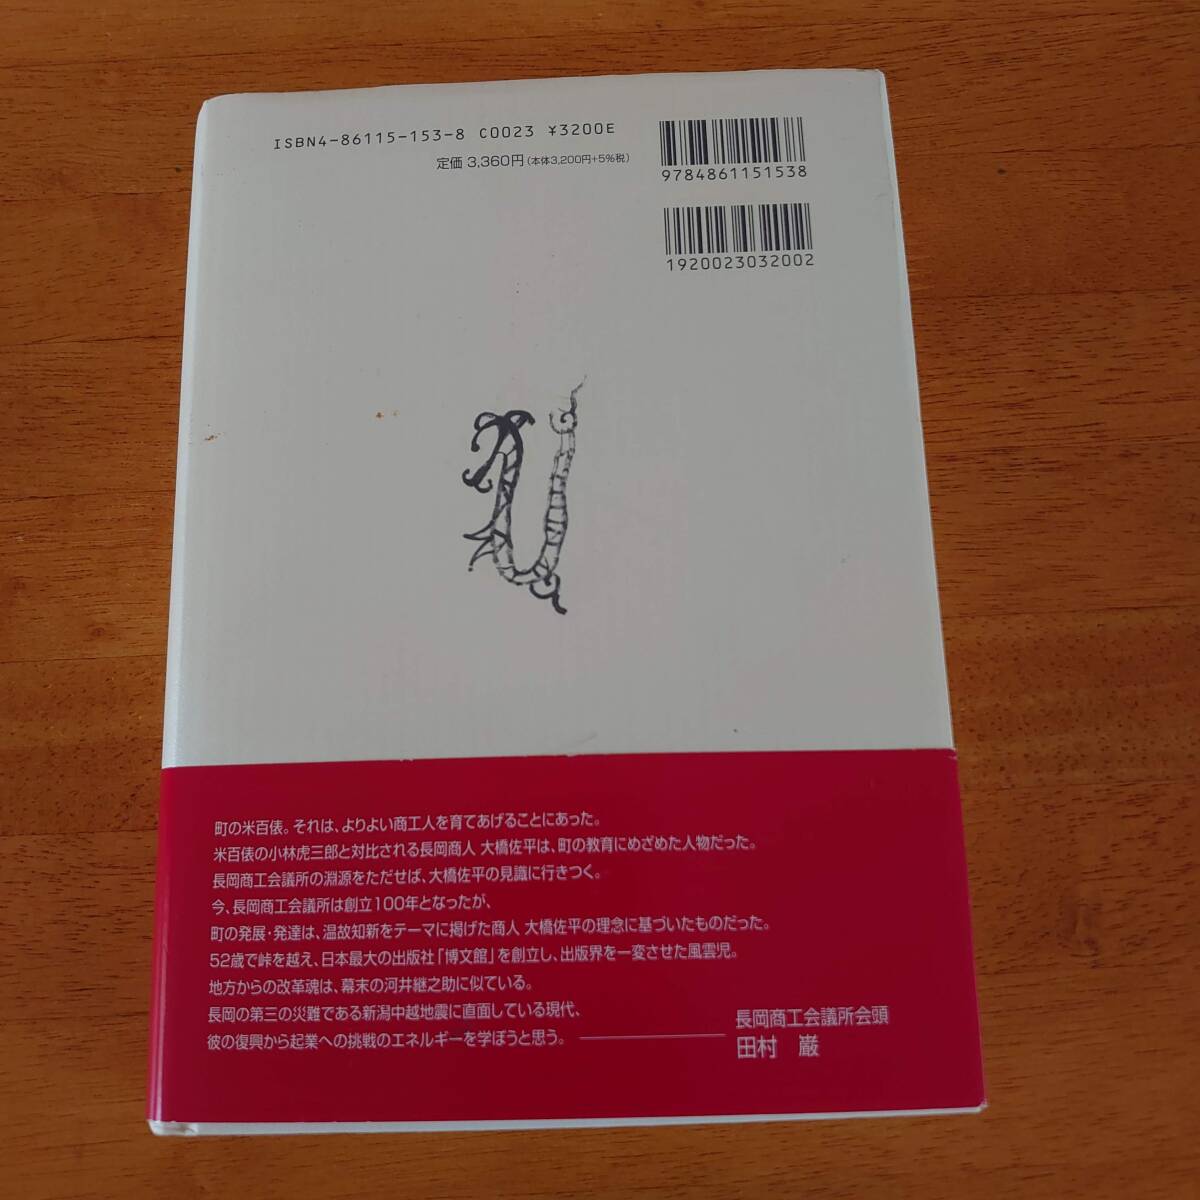 ISBN4-86115-153-8 C0023 ¥3200E
定価 3,360円(本体3,200円+5%税)
9784861151538
1920023032002
町の米百俵。それは、よりよい商工人を育てあげることにあった。
米百俵の小林虎三郎と対比される長岡商人 大橋佐平は、町の教育にめざめた人物だった。
長岡商工会議所の淵源をただせば、大橋佐平の見識に行きつく。
今、長岡商工会議所は創立100年となったが、
町の発展・発達は、温故知新をテーマに掲げた商人 大橋佐平の理念に基づいたものだった。
52歳で峠を越え、日本最大の出版社「博文館」を創立し、出版界を一変させた風雲児。
地方からの改革魂は、幕末の河井継之助に似ている。
長岡の第三の災難である新潟中越地震に直面している現代、
彼の復興から起業への挑戦のエネルギーを学ぼうと思う。
長岡商工会議所会頭
田村 巖